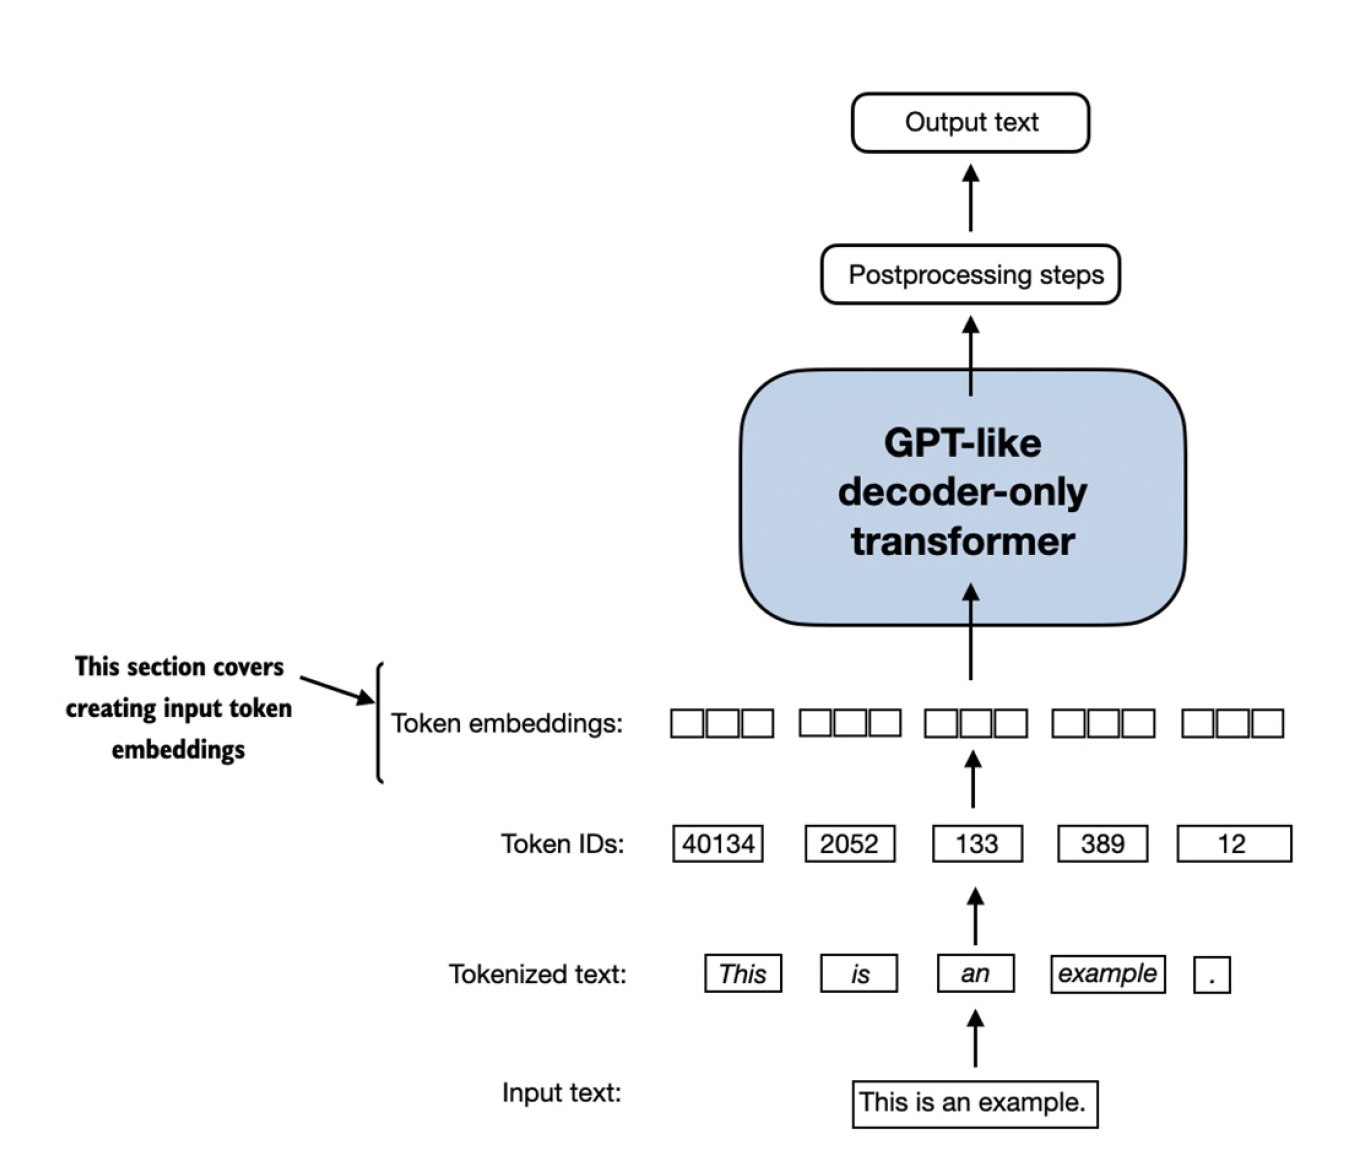 Output text
Postprocessing steps
GPT-like
decoder-only
transformer
This section covers
creating input token
embeddings
Token embeddings:
Token IDs: 40134 2052 133 389 12
Tokenized text: This is an example .
Input text: This is an example.